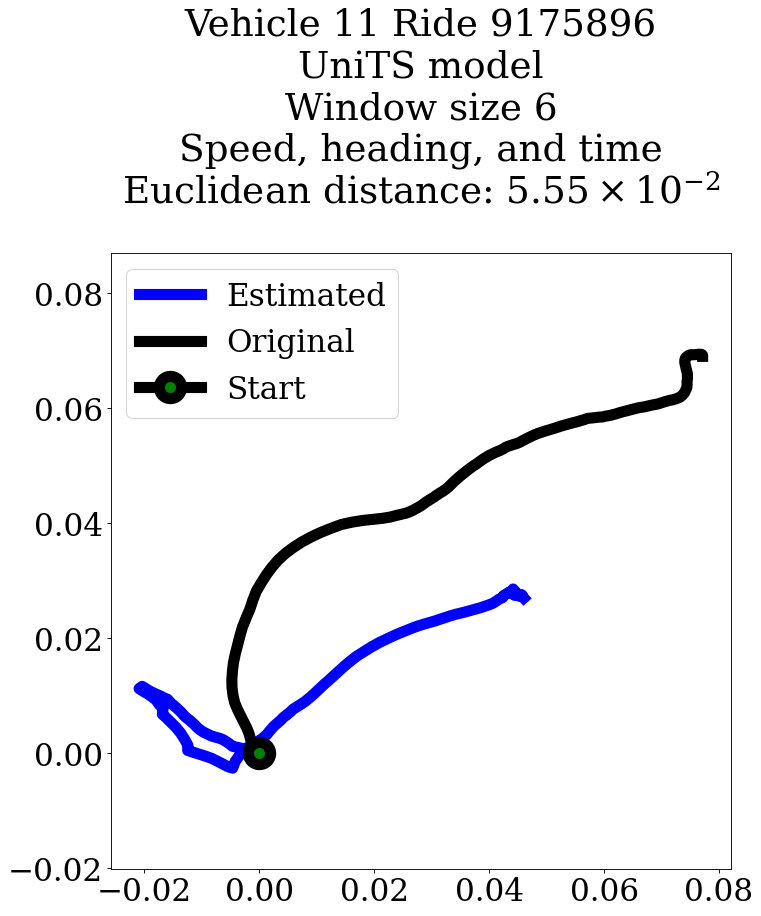 Vehicle 11 Ride 9175896
UniTS model
Window size 6
Speed, heading, and time
Euclidean distance: 5.55 × 10⁻²
Estimated
Original
Start
0.08
0.06
0.04
0.02
0.00
−0.02
−0.02 0.00 0.02 0.04 0.06 0.08